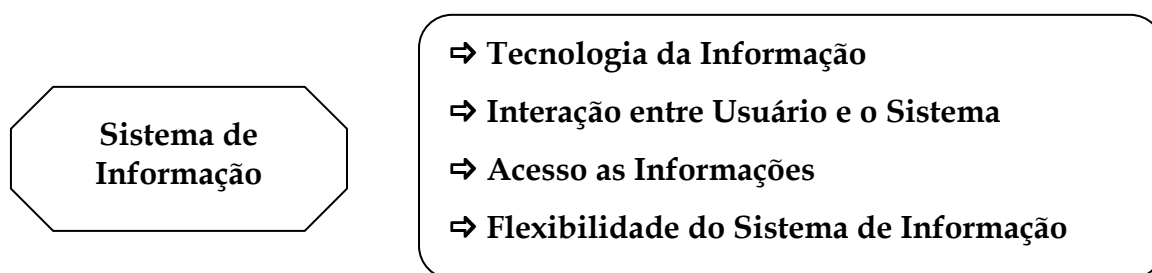 Sistema de
Informação
⇨ Tecnologia da Informação
⇨ Interação entre Usuário e o Sistema
⇨ Acesso as Informações
⇨ Flexibilidade do Sistema de Informação